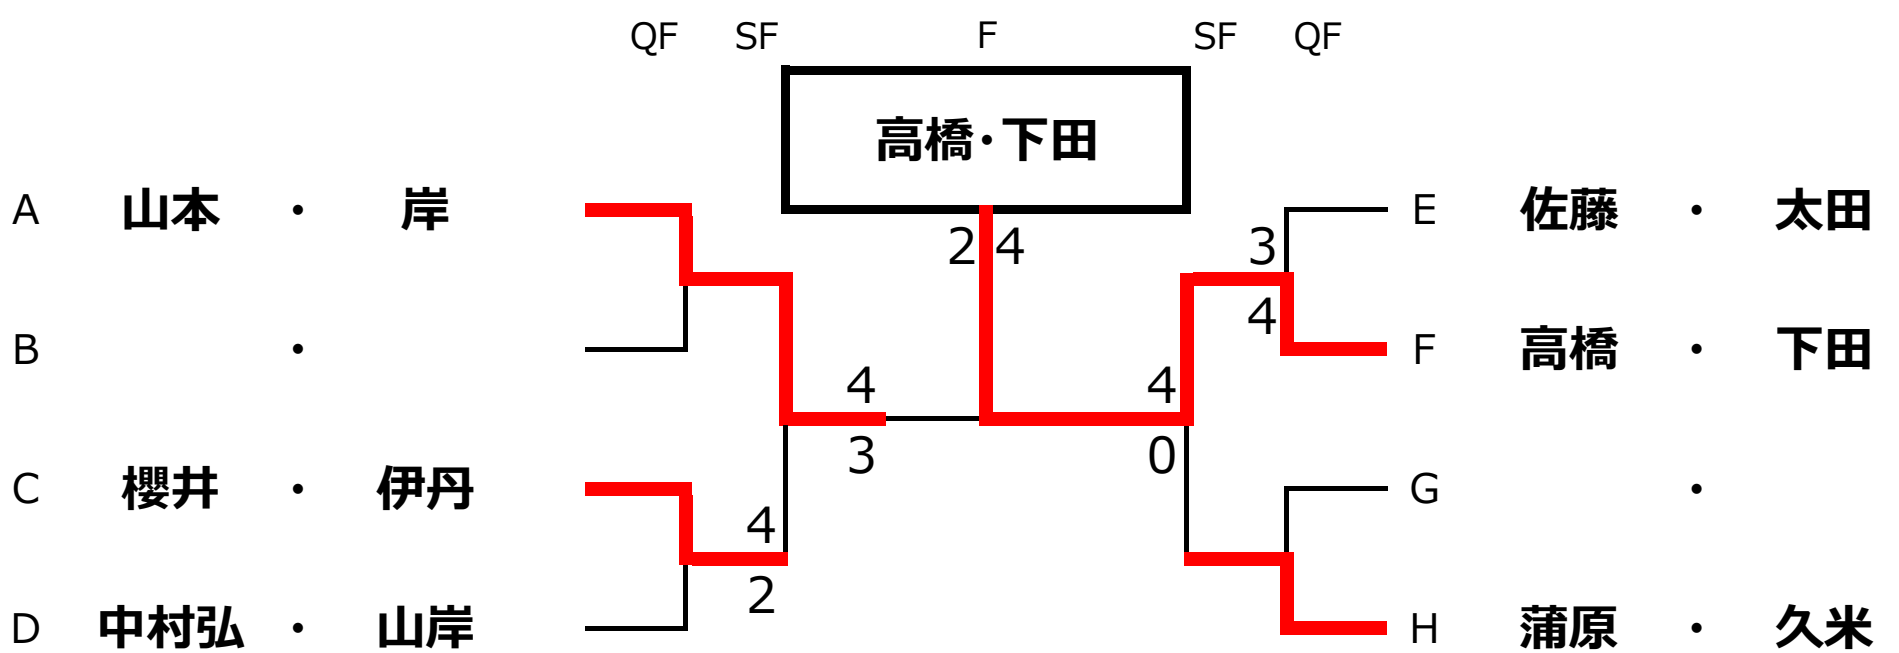 QF SF F SF QF
高橋・下田
A 山本 ・ 岸
E 佐藤 ・ 太田
2 4
3
B ・
4
F 高橋 ・ 下田
4
3
4
0
C 櫻井 ・ 伊丹
G ・
4
2
D 中村弘 ・ 山岸
H 蒲原 ・ 久米